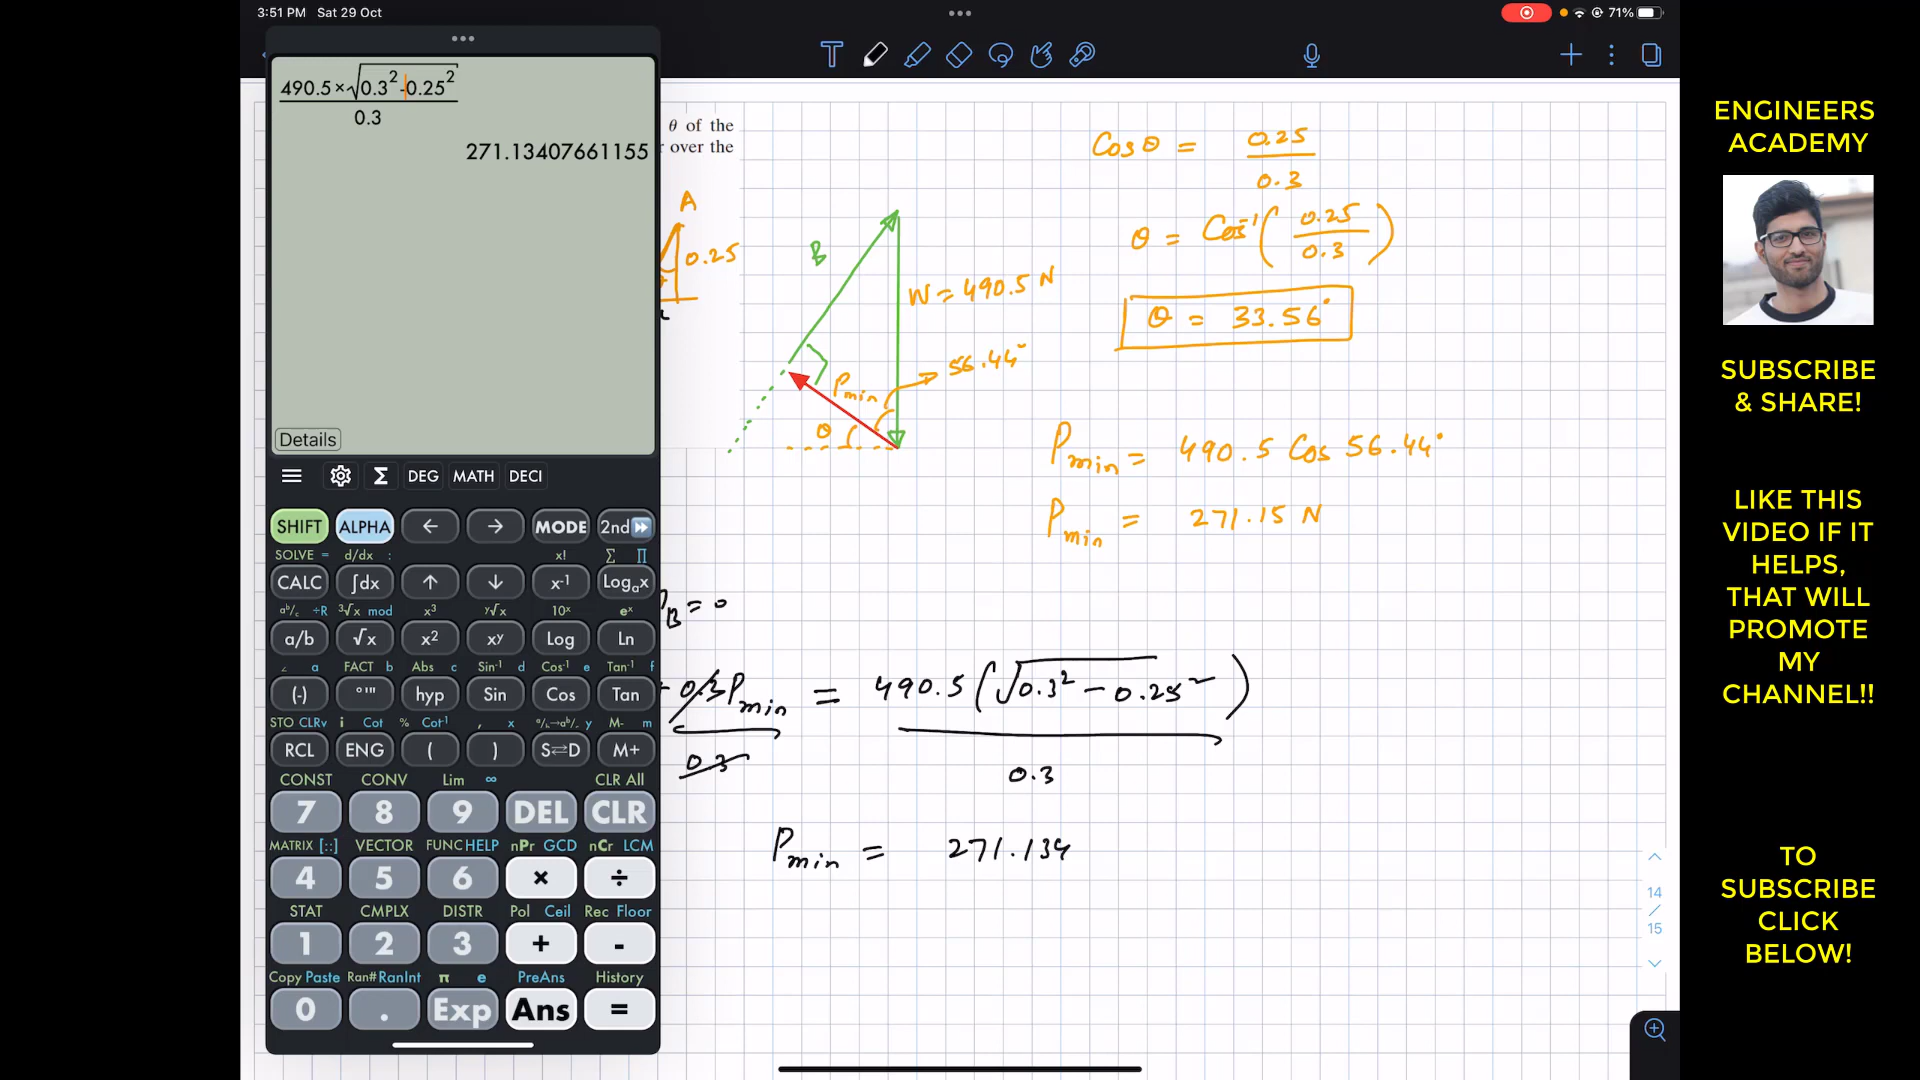 3:51 PM Sat 29 Oct
71%
490.5×√0.3²-0.25²
0.3
271.13407661155
Details
DEG MATH DECI
SHIFT ALPHA ← → MODE 2nd
SOLVE = d/dx : x! ∑ ∏
CALC ∫dx ↑ ↓ x⁻¹ Logₐx
aᵇ/c ÷R ³√x mod x³ ʸ√x 10ˣ eˣ
a/b √x x² xʸ Log Ln
∠ a FACT b Abs c Sin⁻¹ d Cos⁻¹ e Tan⁻¹ f
(-) °'" hyp Sin Cos Tan
STO CLRv i Cot % Cot⁻¹ , x y M- m
RCL ENG ( ) S⇄D M+
CONST CONV Lim ∞ CLR All
7 8 9 DEL CLR
MATRIX [::] VECTOR FUNC HELP nPr GCD nCr LCM
4 5 6 × ÷
STAT CMPLX DISTR Pol Ceil Rec Floor
1 2 3 + -
Copy Paste Ran# RanInt π e PreAns History
0 . Exp Ans =
θ of the
r over the
A
0.25
B
W = 490.5 N
56.44°
Pmin
θ
Cos θ = 0.25
0.3
θ = Cos⁻¹(0.25
0.3)
θ = 33.56°
Pmin = 490.5 Cos 56.44°
Pmin = 271.15 N
B = 0
0.3Pmin = 490.5(√0.3² - 0.25²)
0.3 0.3
Pmin = 271.134
14
/
15
ENGINEERS
ACADEMY
SUBSCRIBE
& SHARE!
LIKE THIS
VIDEO IF IT
HELPS,
THAT WILL
PROMOTE
MY
CHANNEL!!
TO
SUBSCRIBE
CLICK
BELOW!